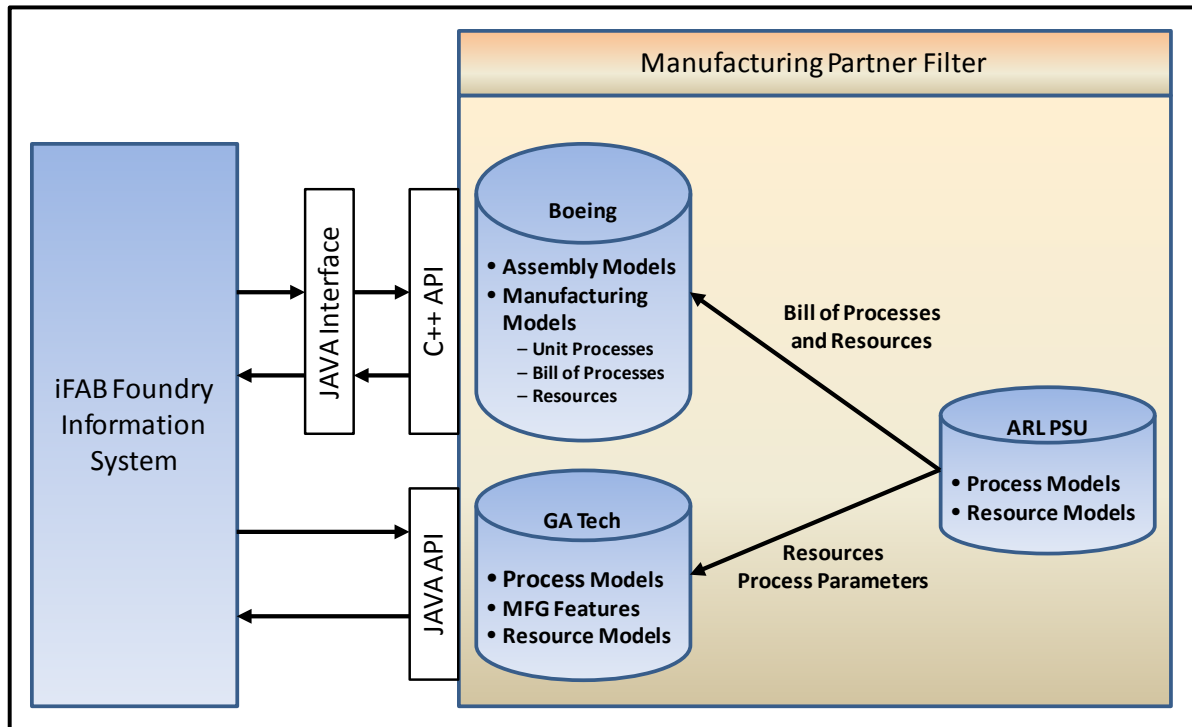 Manufacturing Partner Filter
iFAB Foundry
Information
System
JAVA Interface
C++ API
JAVA API
Boeing
• Assembly Models
• Manufacturing
Models
– Unit Processes
– Bill of Processes
– Resources
GA Tech
• Process Models
• MFG Features
• Resource Models
Bill of Processes
and Resources
Resources
Process Parameters
ARL PSU
• Process Models
• Resource Models